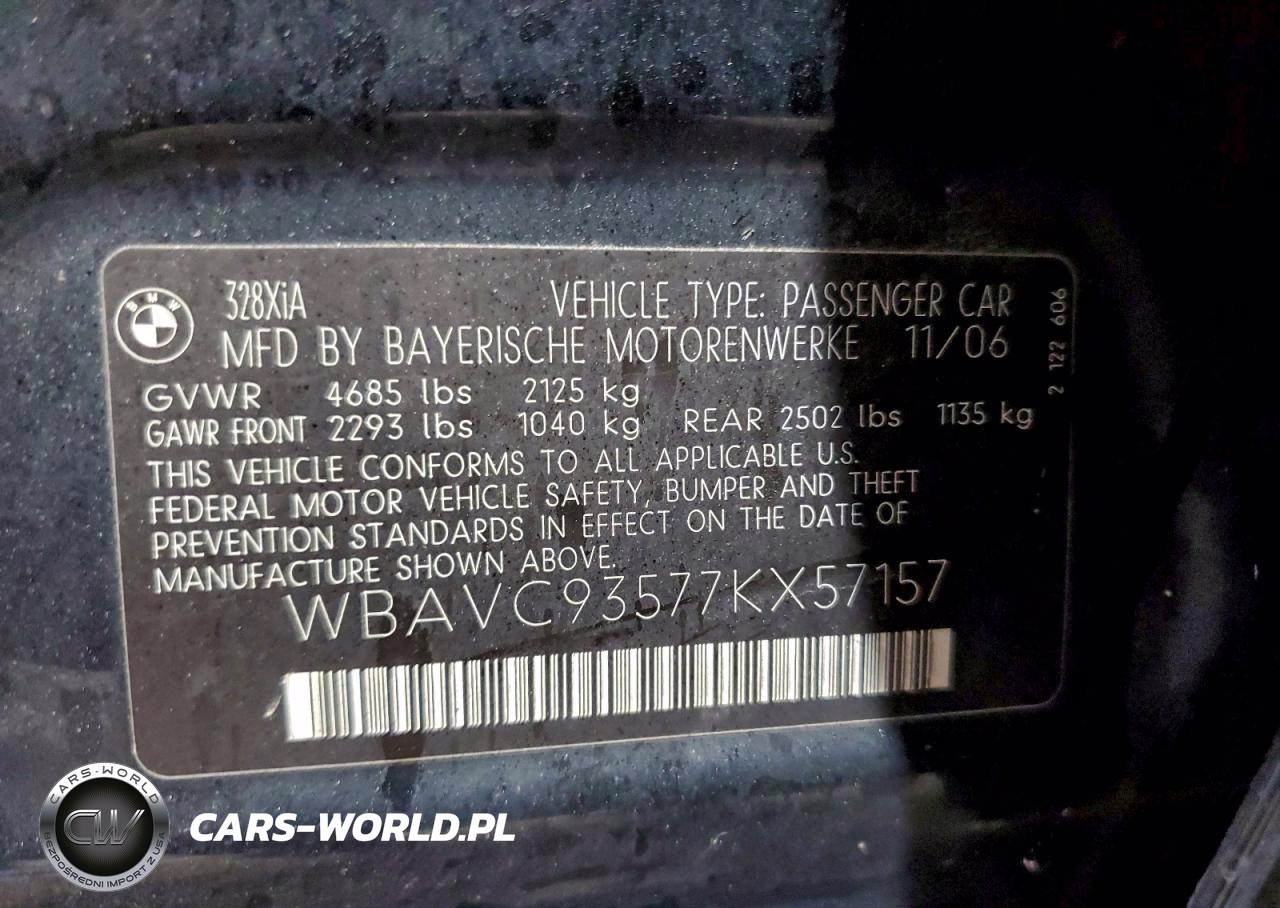 BMW
328XiA
VEHICLE TYPE: PASSENGER CAR
MFD BY BAYERISCHE MOTORENWERKE 11/06
2 122 606
GVWR 4685 lbs 2125 kg
GAWR FRONT 2293 lbs 1040 kg REAR 2502 lbs 1135 kg
THIS VEHICLE CONFORMS TO ALL APPLICABLE U.S.
FEDERAL MOTOR VEHICLE SAFETY, BUMPER AND THEFT
PREVENTION STANDARDS IN EFFECT ON THE DATE OF
MANUFACTURE SHOWN ABOVE.
WBAVC93577KX57157
CARS-WORLD
CW
BEZPOŚREDNI IMPORT Z USA
CARS-WORLD.PL